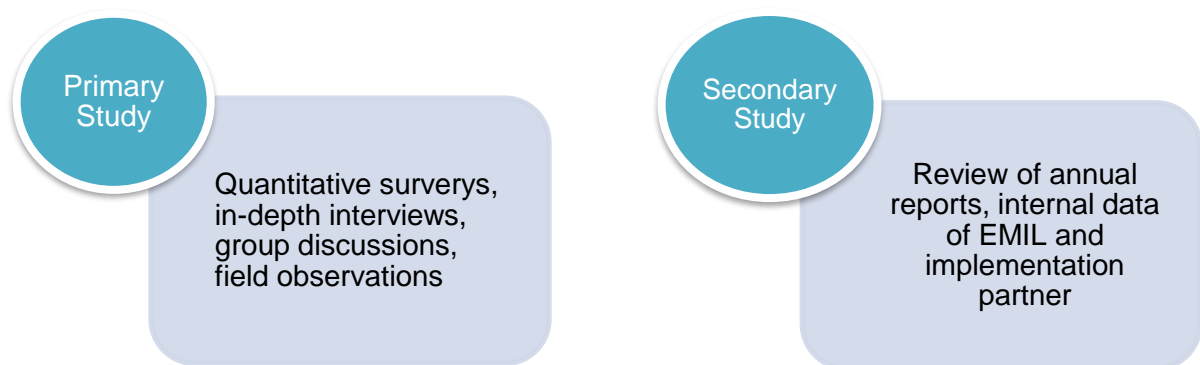 Primary
Study
Quantitative surverys,
in-depth interviews,
group discussions,
field observations
Secondary
Study
Review of annual
reports, internal data
of EMIL and
implementation
partner